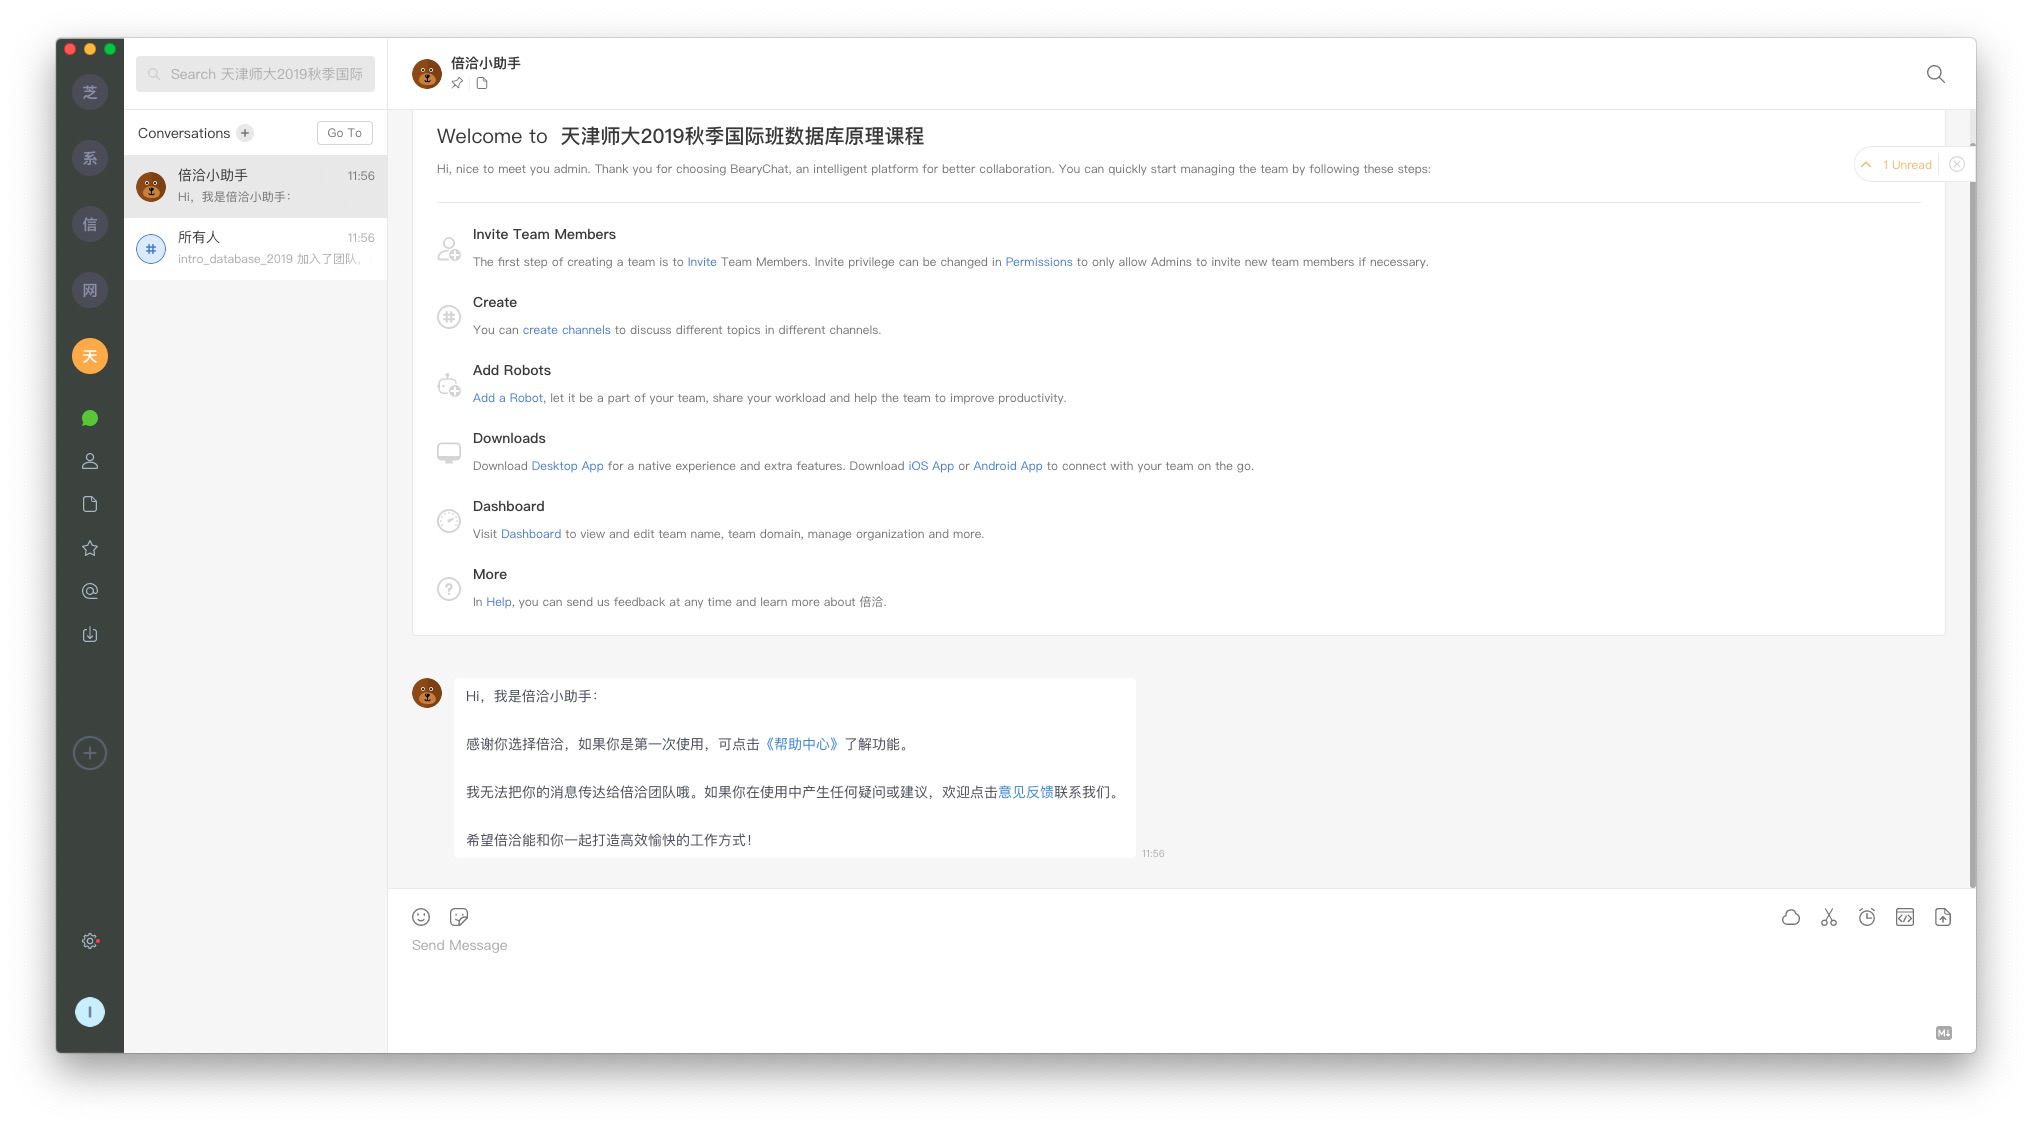 芝
系
信
网
天
I
Search 天津师大2019秋季国际
Conversations
Go To
倍洽小助手
11:56
Hi，我是倍洽小助手：
所有人
11:56
intro_database_2019 加入了团队，
倍洽小助手
Welcome to 天津师大2019秋季国际班数据库原理课程
Hi, nice to meet you admin. Thank you for choosing BearyChat, an intelligent platform for better collaboration. You can quickly start managing the team by following these steps:
1 Unread
Invite Team Members
The first step of creating a team is to Invite Team Members. Invite privilege can be changed in Permissions to only allow Admins to invite new team members if necessary.
Create
You can create channels to discuss different topics in different channels.
Add Robots
Add a Robot, let it be a part of your team, share your workload and help the team to improve productivity.
Downloads
Download Desktop App for a native experience and extra features. Download iOS App or Android App to connect with your team on the go.
Dashboard
Visit Dashboard to view and edit team name, team domain, manage organization and more.
More
In Help, you can send us feedback at any time and learn more about 倍洽.
Hi，我是倍洽小助手：
感谢你选择倍洽，如果你是第一次使用，可点击《帮助中心》了解功能。
我无法把你的消息传达给倍洽团队哦。如果你在使用中产生任何疑问或建议，欢迎点击意见反馈联系我们。
希望倍洽能和你一起打造高效愉快的工作方式！
11:56
Send Message
M↓